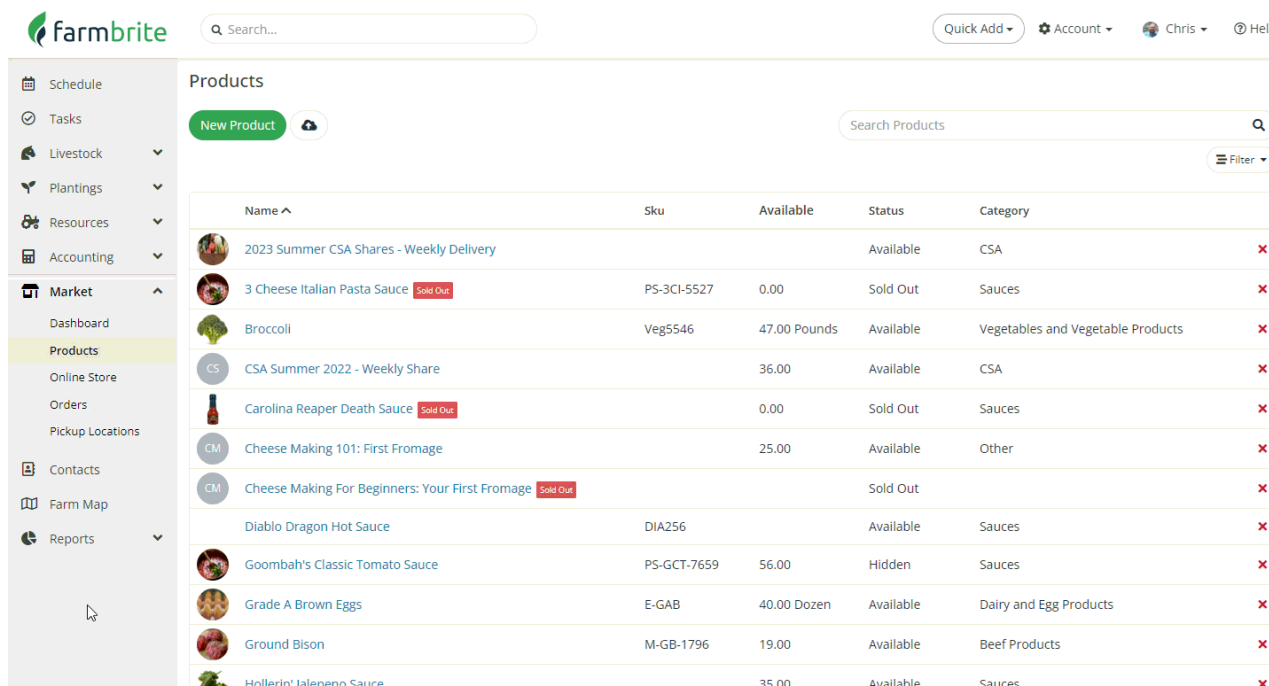 farmbrite
Search...
Quick Add
Account
Chris
Hel
Schedule
Tasks
Livestock
Plantings
Resources
Accounting
Market
Dashboard
Products
Online Store
Orders
Pickup Locations
Contacts
Farm Map
Reports
Products
New Product
Search Products
Filter
Name Sku Available Status Category
2023 Summer CSA Shares - Weekly Delivery Available CSA
3 Cheese Italian Pasta Sauce Sold Out PS-3CI-5527 0.00 Sold Out Sauces
Broccoli Veg5546 47.00 Pounds Available Vegetables and Vegetable Products
CS CSA Summer 2022 - Weekly Share 36.00 Available CSA
Carolina Reaper Death Sauce Sold Out 0.00 Sold Out Sauces
CM Cheese Making 101: First Fromage 25.00 Available Other
CM Cheese Making For Beginners: Your First Fromage Sold Out Sold Out
Diablo Dragon Hot Sauce DIA256 Available Sauces
Goombah's Classic Tomato Sauce PS-GCT-7659 56.00 Hidden Sauces
Grade A Brown Eggs E-GAB 40.00 Dozen Available Dairy and Egg Products
Ground Bison M-GB-1796 19.00 Available Beef Products
Hollerin' Jalepeno Sauce 35.00 Available Sauces